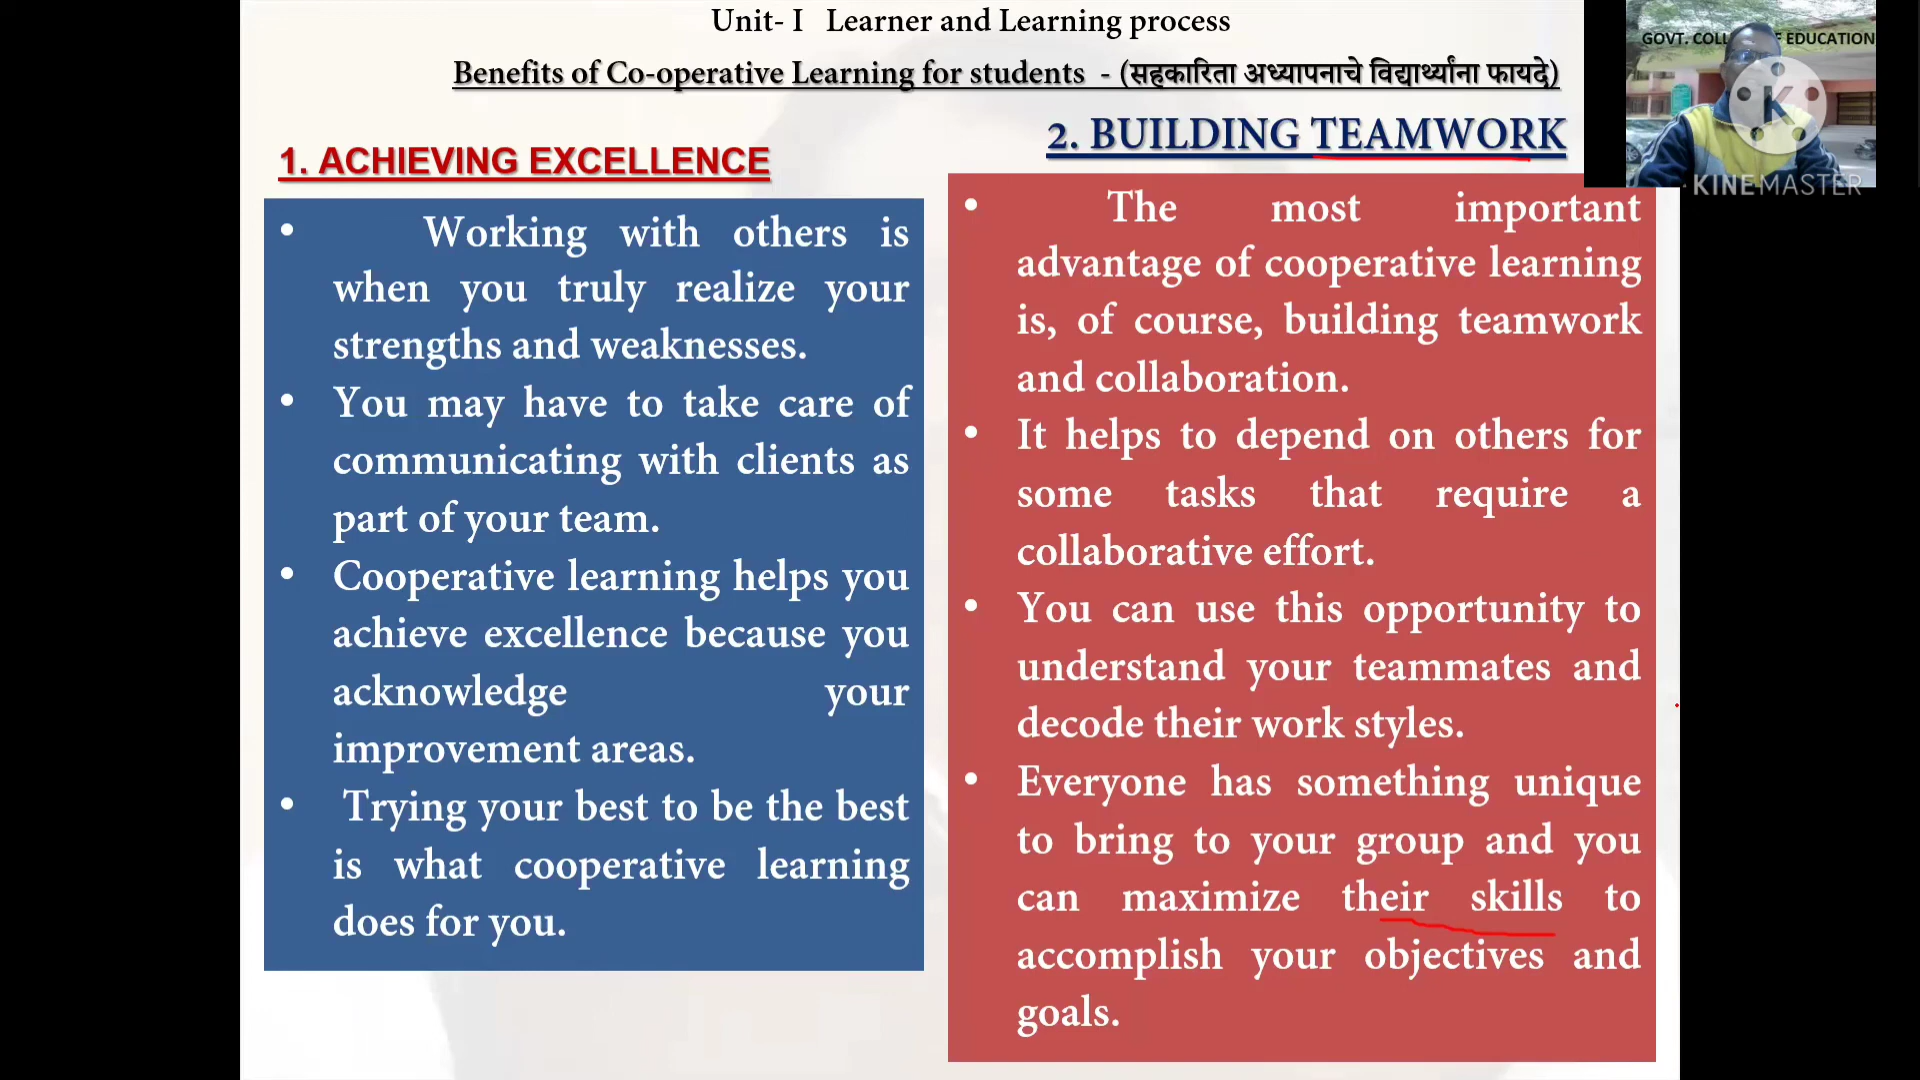 Unit- I Learner and Learning process
Benefits of Co-operative Learning for students - (सहकारिता अध्यापनाचे विद्यार्थ्यांना फायदे)
1. ACHIEVING EXCELLENCE
• Working with others is
when you truly realize your
strengths and weaknesses.
• You may have to take care of
communicating with clients as
part of your team.
• Cooperative learning helps you
achieve excellence because you
acknowledge your
improvement areas.
• Trying your best to be the best
is what cooperative learning
does for you.
2. BUILDING TEAMWORK
• The most important
advantage of cooperative learning
is, of course, building teamwork
and collaboration.
• It helps to depend on others for
some tasks that require a
collaborative effort.
• You can use this opportunity to
understand your teammates and
decode their work styles.
• Everyone has something unique
to bring to your group and you
can maximize their skills to
accomplish your objectives and
goals.
GOVT. COLL F EDUCATION
K
KINEMASTER